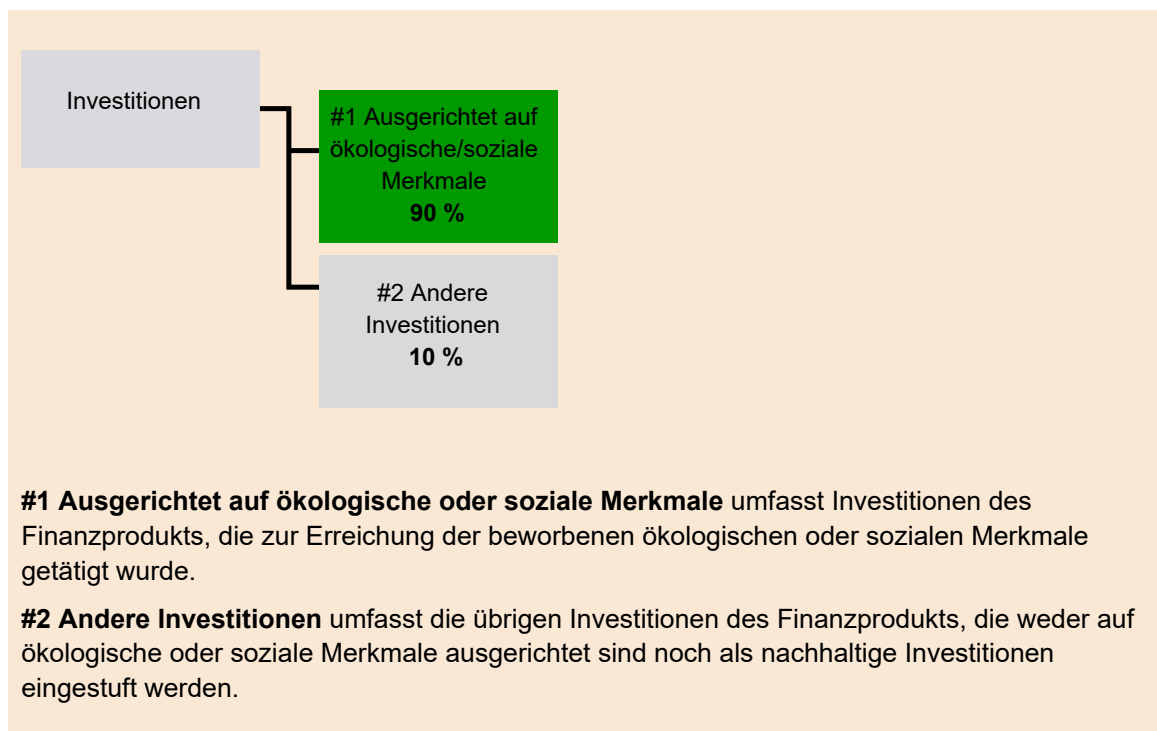 Investitionen
#1 Ausgerichtet auf
ökologische/soziale
Merkmale
90 %
#2 Andere
Investitionen
10 %
#1 Ausgerichtet auf ökologische oder soziale Merkmale umfasst Investitionen des
Finanzprodukts, die zur Erreichung der beworbenen ökologischen oder sozialen Merkmale
getätigt wurde.
#2 Andere Investitionen umfasst die übrigen Investitionen des Finanzprodukts, die weder auf
ökologische oder soziale Merkmale ausgerichtet sind noch als nachhaltige Investitionen
eingestuft werden.